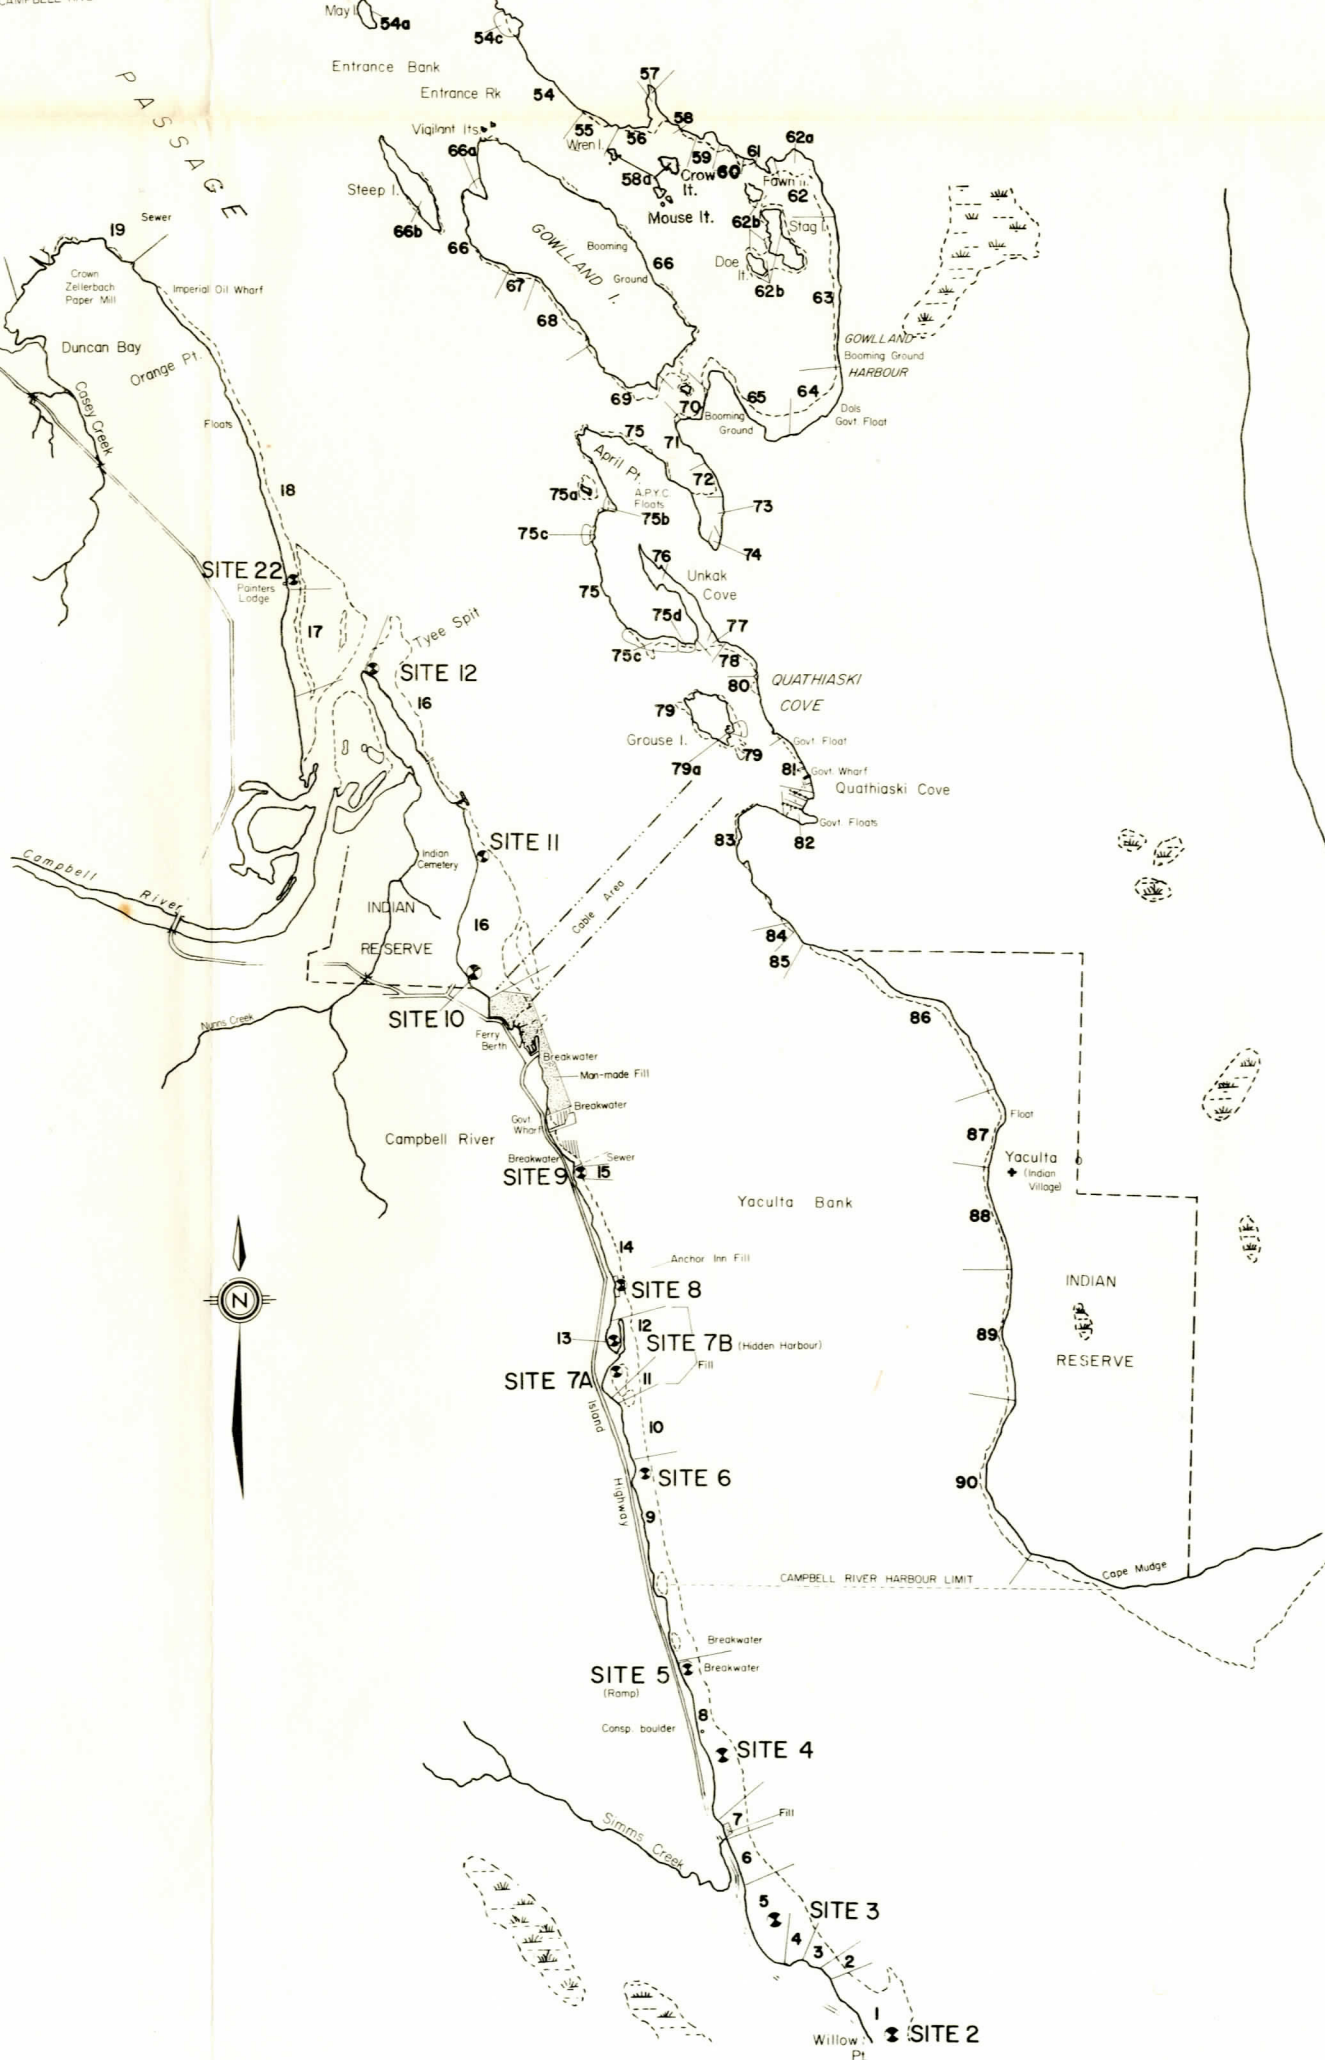 May I.
54a
54c
Entrance Bank
Entrance Rk
54
57
58
55
56
Wren I.
59
60
61
62a
58a
Crow
It.
Fawn It.
62
Mouse It.
62b
Stag I.
Doe
It.
62b
63
Vigilant Its.
66a
Steep I.
66b
PASSAGE
66
GOWLLAND I.
Booming
Ground
66
67
68
69
70
Booming
Ground
65
64
GOWLLAND
Booming Ground
HARBOUR
Dols
Govt. Float
19
Sewer
Crown
Zellerbach
Paper Mill
Imperial Oil Wharf
Duncan Bay
Orange Pt.
Casey Creek
Floats
18
71
75
April Pt.
72
73
74
75a
A.P.Y.C.
Floats
75b
75c
76
Unkak
Cove
75
75d
77
75c
78
80
QUATHIASKI
COVE
SITE 22
Painters
Lodge
17
Tyee Spit
SITE 12
16
79
Grouse I.
79
79a
Govt. Float
81
Govt. Wharf
Quathiaski Cove
Govt. Floats
82
83
SITE 11
Indian
Cemetery
Campbell River
INDIAN
RESERVE
16
Cable Area
84
85
86
SITE 10
Nunns Creek
Ferry
Berth
Breakwater
Man-made Fill
Govt.
Wharf
Breakwater
Campbell River
Breakwater
Sewer
SITE 9
15
Float
87
Yaculta
(Indian
Village)
Yaculta Bank
88
14
Anchor Inn Fill
SITE 8
INDIAN
RESERVE
89
12
13
SITE 7B (Hidden Harbour)
Fill
SITE 7A
11
Island
10
Highway
SITE 6
9
90
N
CAMPBELL RIVER HARBOUR LIMIT
Cape Mudge
Breakwater
SITE 5
(Ramp)
Breakwater
8
Consp. boulder
SITE 4
7
Fill
Simms Creek
6
5
SITE 3
4
3
2
1
SITE 2
Willow
Pt.